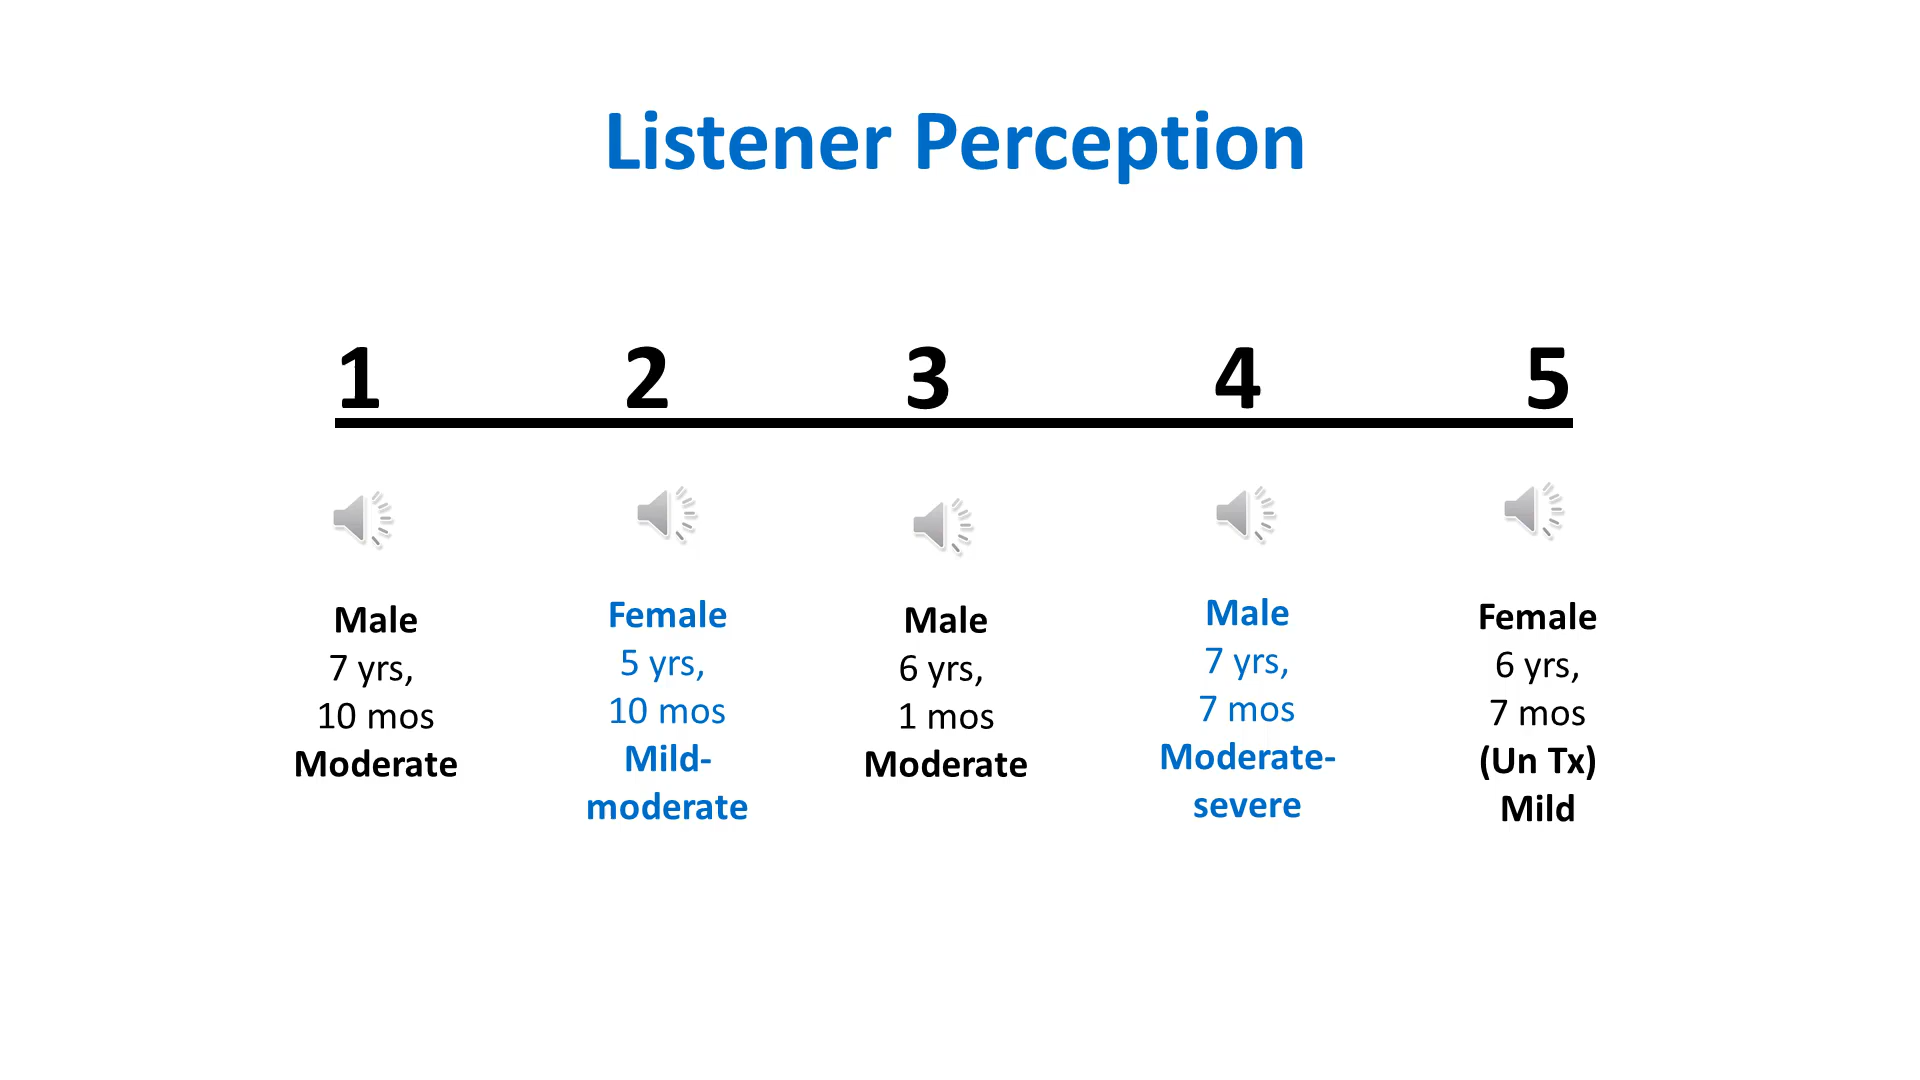 Listener Perception
1 2 3 4 5
Male
7 yrs,
10 mos
Moderate
Female
5 yrs,
10 mos
Mild-
moderate
Male
6 yrs,
1 mos
Moderate
Male
7 yrs,
7 mos
Moderate-
severe
Female
6 yrs,
7 mos
(Un Tx)
Mild